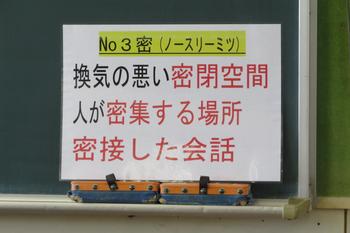 No3密(ノースリーミツ)
換気の悪い密閉空間
人が密集する場所
密接した会話